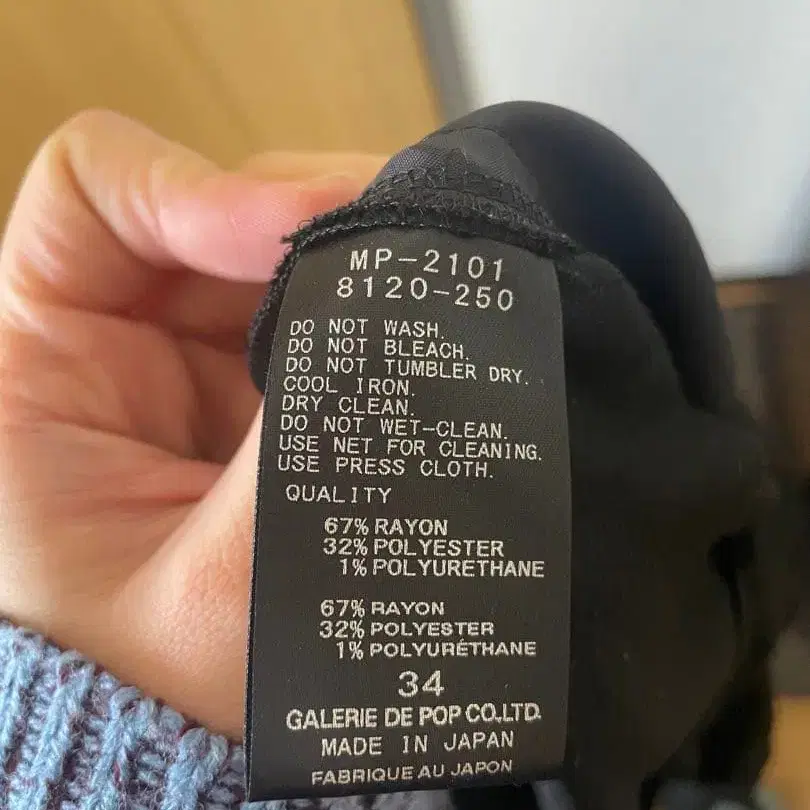 MP-2101
8120-250
DO NOT WASH.
DO NOT BLEACH.
DO NOT TUMBLER DRY.
COOL IRON.
DRY CLEAN.
DO NOT WET-CLEAN.
USE NET FOR CLEANING.
USE PRESS CLOTH.
QUALITY
67% RAYON
32% POLYESTER
1% POLYURETHANE
67% RAYON
32% POLYESTER
1% POLYURÉTHANE
34
GALERIE DE POP CO.,LTD.
MADE IN JAPAN
FABRIQUE AU JAPON